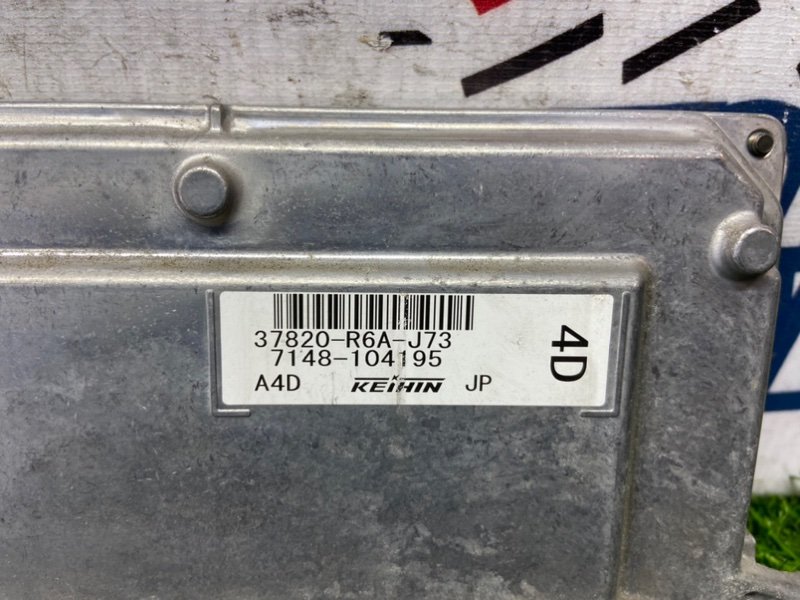 37820-R6A-J73
7148-104195
A4D KEIHIN JP
4D